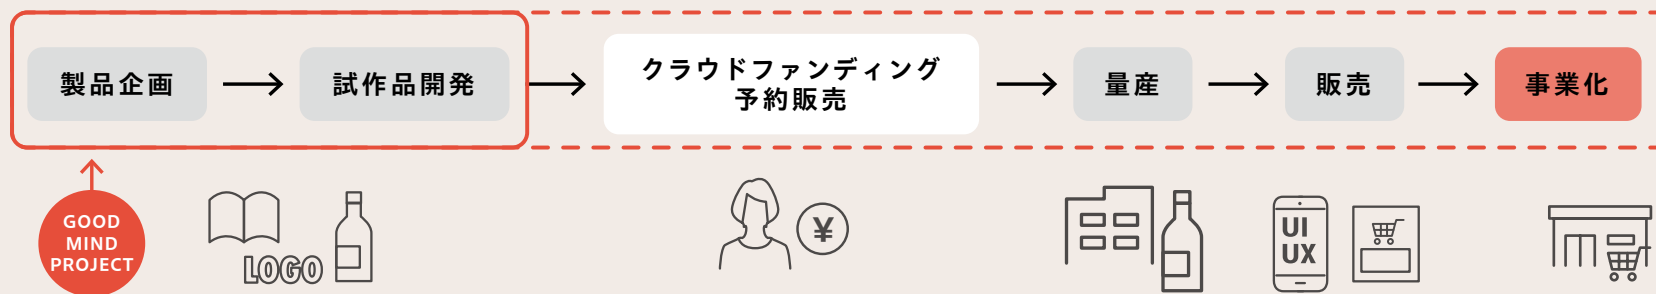 製品企画
試作品開発
クラウドファンディング
予約販売
量産
販売
事業化
GOOD
MIND
PROJECT
LOGO
¥
UI
UX